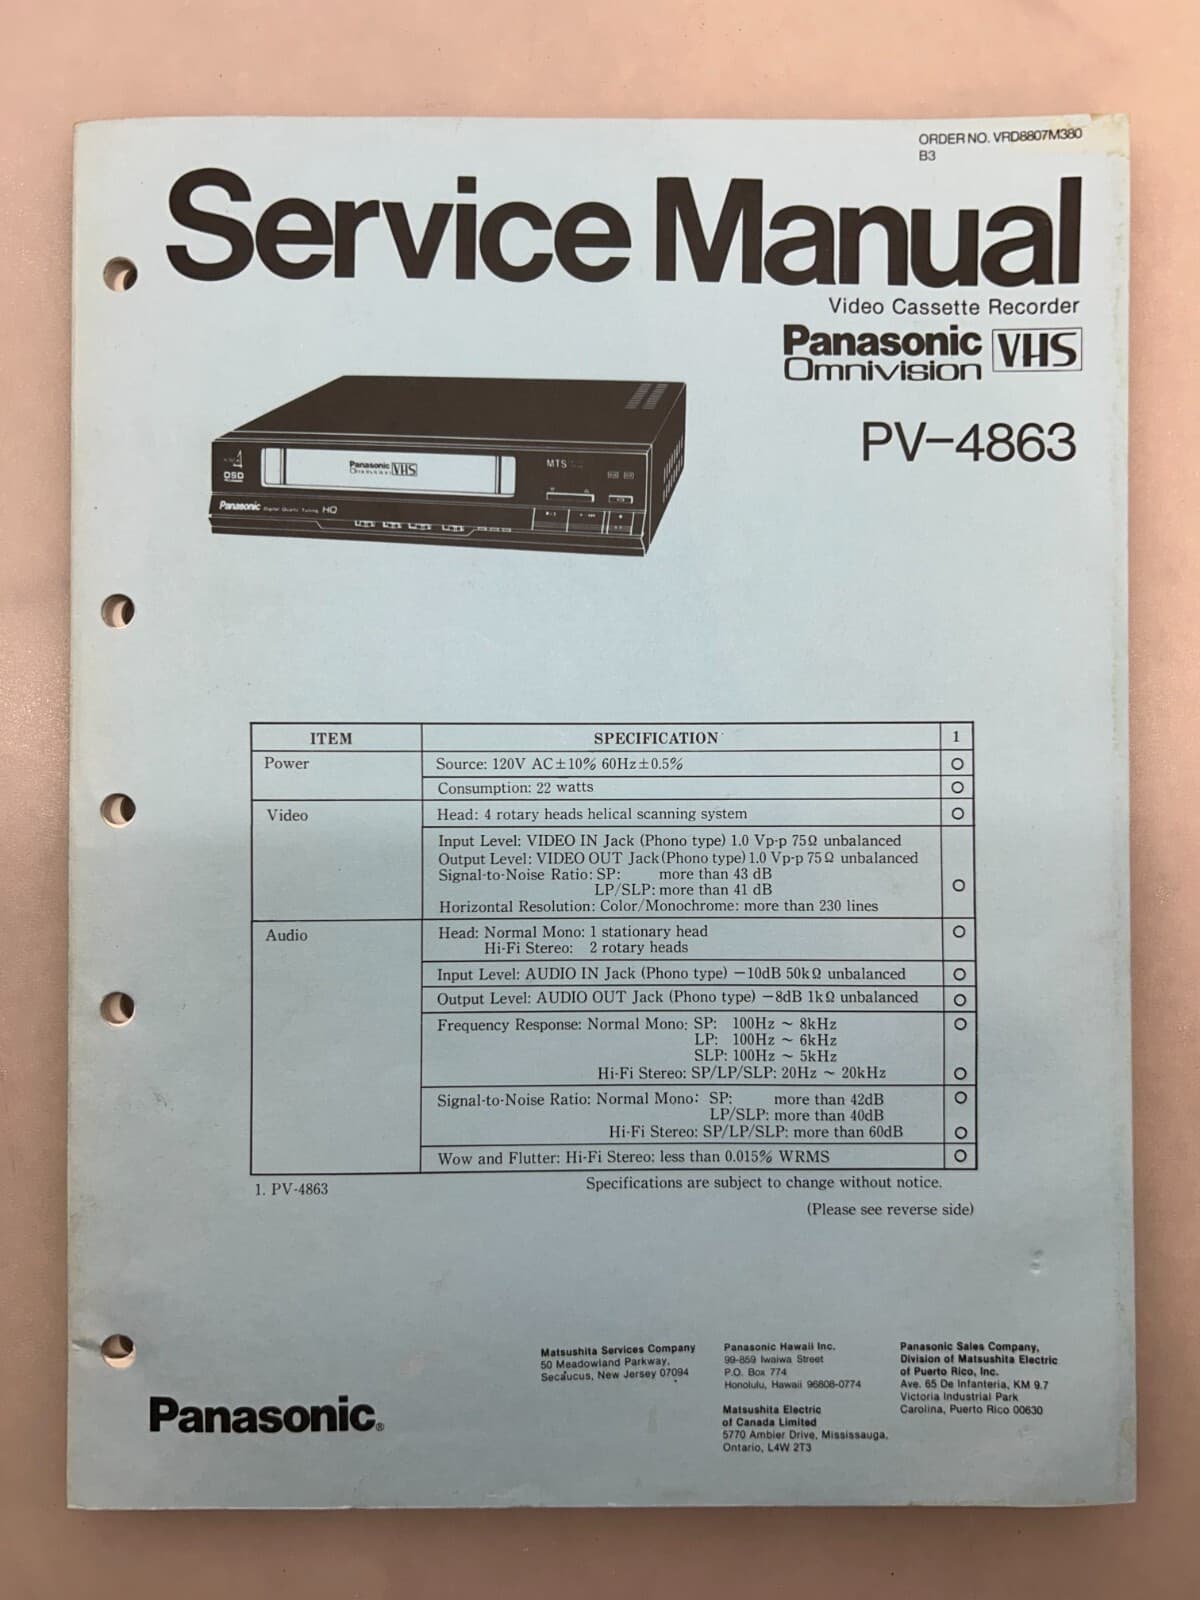 ORDER NO. VRD8807M380
B3
Service Manual
Video Cassette Recorder
Panasonic VHS
Omnivision
PV-4863
4
DSD
Panasonic VHS
Omnivision
MTS
Panasonic Digital Quartz Tuning HQ
ITEM SPECIFICATION 1
Power Source: 120V AC±10% 60Hz±0.5% O
Consumption: 22 watts O
Video Head: 4 rotary heads helical scanning system O
Input Level: VIDEO IN Jack (Phono type) 1.0 Vp-p 75Ω unbalanced
Output Level: VIDEO OUT Jack (Phono type) 1.0 Vp-p 75Ω unbalanced
Signal-to-Noise Ratio: SP: more than 43 dB
LP/SLP: more than 41 dB O
Horizontal Resolution: Color/Monochrome: more than 230 lines
Audio Head: Normal Mono: 1 stationary head O
Hi-Fi Stereo: 2 rotary heads
Input Level: AUDIO IN Jack (Phono type) −10dB 50kΩ unbalanced O
Output Level: AUDIO OUT Jack (Phono type) −8dB 1kΩ unbalanced O
Frequency Response: Normal Mono: SP: 100Hz ~ 8kHz O
LP: 100Hz ~ 6kHz
SLP: 100Hz ~ 5kHz
Hi-Fi Stereo: SP/LP/SLP: 20Hz ~ 20kHz O
Signal-to-Noise Ratio: Normal Mono: SP: more than 42dB O
LP/SLP: more than 40dB
Hi-Fi Stereo: SP/LP/SLP: more than 60dB O
Wow and Flutter: Hi-Fi Stereo: less than 0.015% WRMS O
1. PV-4863 Specifications are subject to change without notice.
(Please see reverse side)
Panasonic®
Matsushita Services Company
50 Meadowland Parkway,
Secaucus, New Jersey 07094
Panasonic Hawaii Inc.
99-859 Iwaiwa Street
P.O. Box 774
Honolulu, Hawaii 96808-0774
Matsushita Electric
of Canada Limited
5770 Ambler Drive, Mississauga,
Ontario, L4W 2T3
Panasonic Sales Company,
Division of Matsushita Electric
of Puerto Rico, Inc.
Ave. 65 De Infanteria, KM 9.7
Victoria Industrial Park
Carolina, Puerto Rico 00630